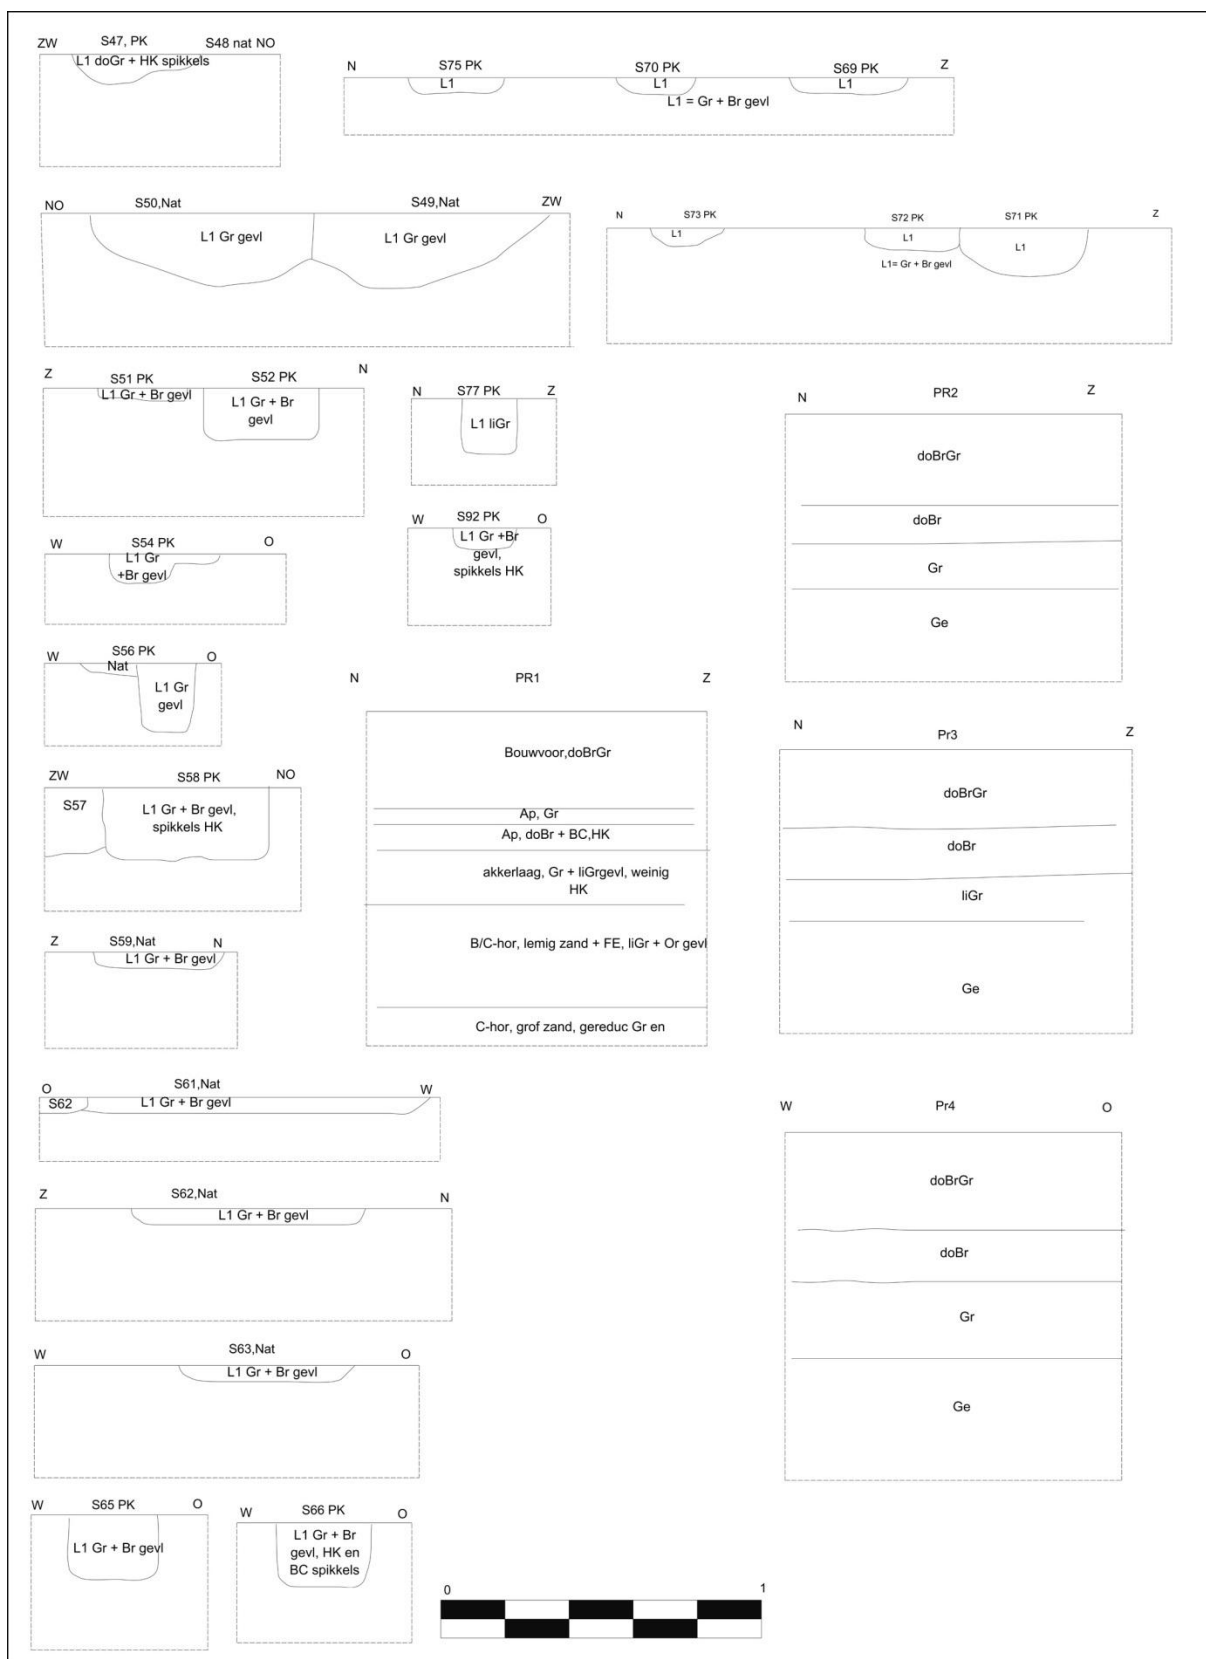 ZW S47, PK S48 nat NO
L1 doGr + HK spikkels
N S75 PK S70 PK S69 PK Z
L1 L1 L1
L1 = Gr + Br gevl
NO S50,Nat S49,Nat ZW
L1 Gr gevl L1 Gr gevl
N S73 PK S72 PK S71 PK Z
L1 L1 L1
L1= Gr + Br gevl
Z S51 PK S52 PK N
L1 Gr + Br gevl L1 Gr + Br
gevl
N S77 PK Z
L1 liGr
N PR2 Z
doBrGr
doBr
Gr
Ge
W S54 PK O
L1 Gr
+Br gevl
W S92 PK O
L1 Gr +Br
gevl,
spikkels HK
W S56 PK O
Nat
L1 Gr
gevl
N PR1 Z
Bouwvoor,doBrGr
Ap, Gr
Ap, doBr + BC,HK
akkerlaag, Gr + liGrgevl, weinig
HK
B/C-hor, lemig zand + FE, liGr + Or gevl
C-hor, grof zand, gereduc Gr en
N Pr3 Z
doBrGr
doBr
liGr
Ge
ZW S58 PK NO
S57 L1 Gr + Br gevl,
spikkels HK
Z S59,Nat N
L1 Gr + Br gevl
O S61,Nat W
S62 L1 Gr + Br gevl
W Pr4 O
doBrGr
doBr
Gr
Ge
Z S62,Nat N
L1 Gr + Br gevl
W S63,Nat O
L1 Gr + Br gevl
W S65 PK O
L1 Gr + Br gevl
W S66 PK O
L1 Gr + Br
gevl, HK en
BC spikkels
0 1